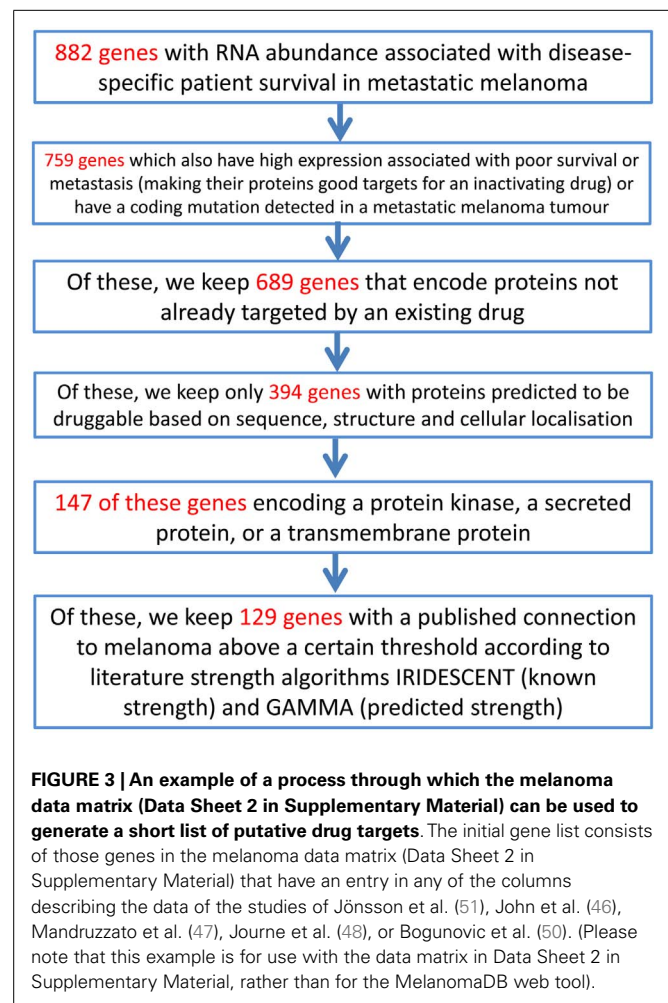 882 genes with RNA abundance associated with disease-
specific patient survival in metastatic melanoma
759 genes which also have high expression associated with poor survival or
metastasis (making their proteins good targets for an inactivating drug) or
have a coding mutation detected in a metastatic melanoma tumour
Of these, we keep 689 genes that encode proteins not
already targeted by an existing drug
Of these, we keep only 394 genes with proteins predicted to be
druggable based on sequence, structure and cellular localisation
147 of these genes encoding a protein kinase, a secreted
protein, or a transmembrane protein
Of these, we keep 129 genes with a published connection
to melanoma above a certain threshold according to
literature strength algorithms IRIDESCENT (known
strength) and GAMMA (predicted strength)
FIGURE 3 | An example of a process through which the melanoma
data matrix (Data Sheet 2 in Supplementary Material) can be used to
generate a short list of putative drug targets. The initial gene list consists
of those genes in the melanoma data matrix (Data Sheet 2 in
Supplementary Material) that have an entry in any of the columns
describing the data of the studies of Jönsson et al. (51), John et al. (46),
Mandruzzato et al. (47), Journe et al. (48), or Bogunovic et al. (50). (Please
note that this example is for use with the data matrix in Data Sheet 2 in
Supplementary Material, rather than for the MelanomaDB web tool).